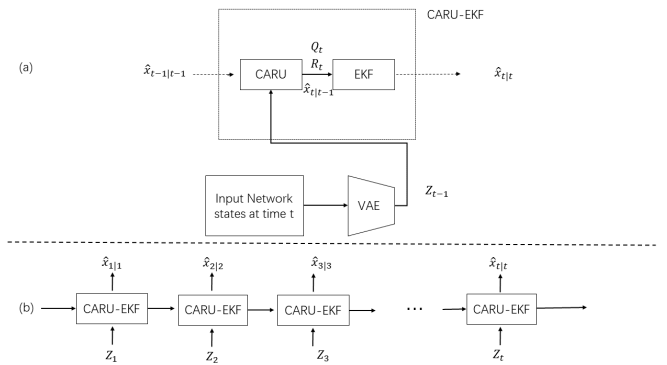 CARU-EKF
(a)
x̂_{t−1|t−1}
CARU
Q_t
R_t
x̂_{t|t−1}
EKF
x̂_{t|t}
Input Network
states at time t
VAE
Z_{t−1}
(b)
x̂_{1|1}
x̂_{2|2}
x̂_{3|3}
x̂_{t|t}
CARU-EKF
CARU-EKF
CARU-EKF
···
CARU-EKF
Z_1
Z_2
Z_3
Z_t